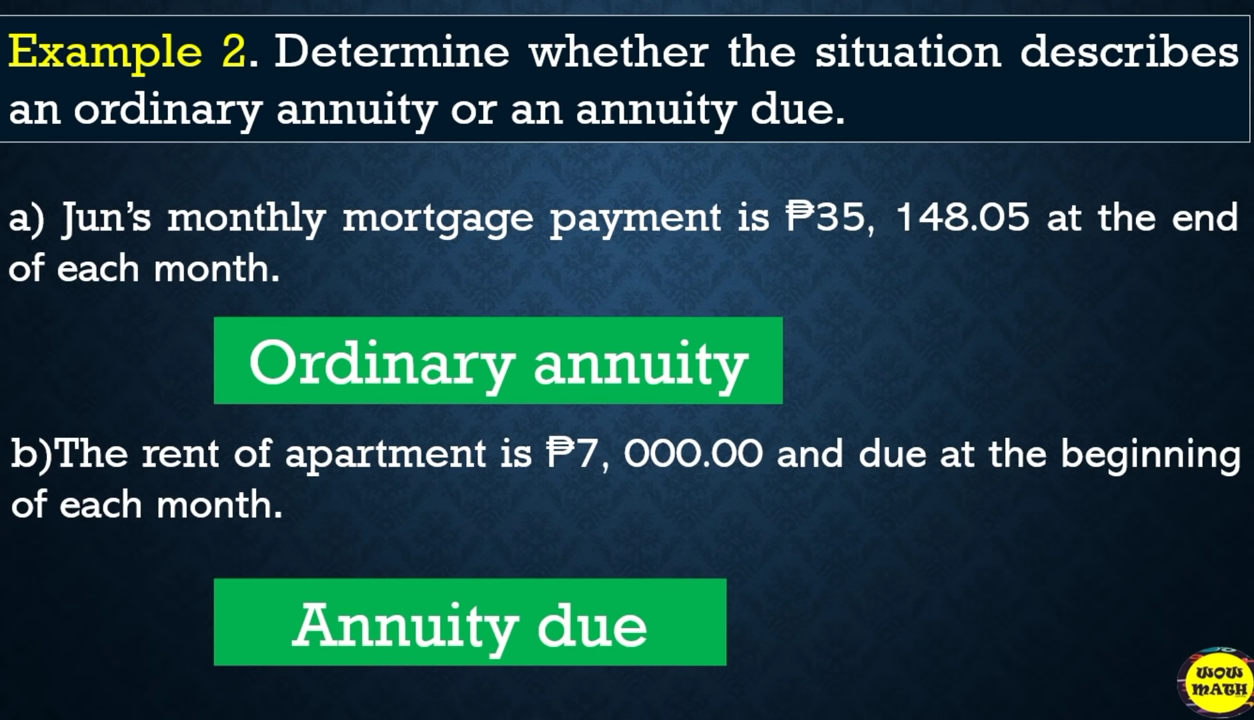 Example 2. Determine whether the situation describes
an ordinary annuity or an annuity due.
a) Jun's monthly mortgage payment is ₱35, 148.05 at the end
of each month.
Ordinary annuity
b)The rent of apartment is ₱7, 000.00 and due at the beginning
of each month.
Annuity due
WOW
MATH